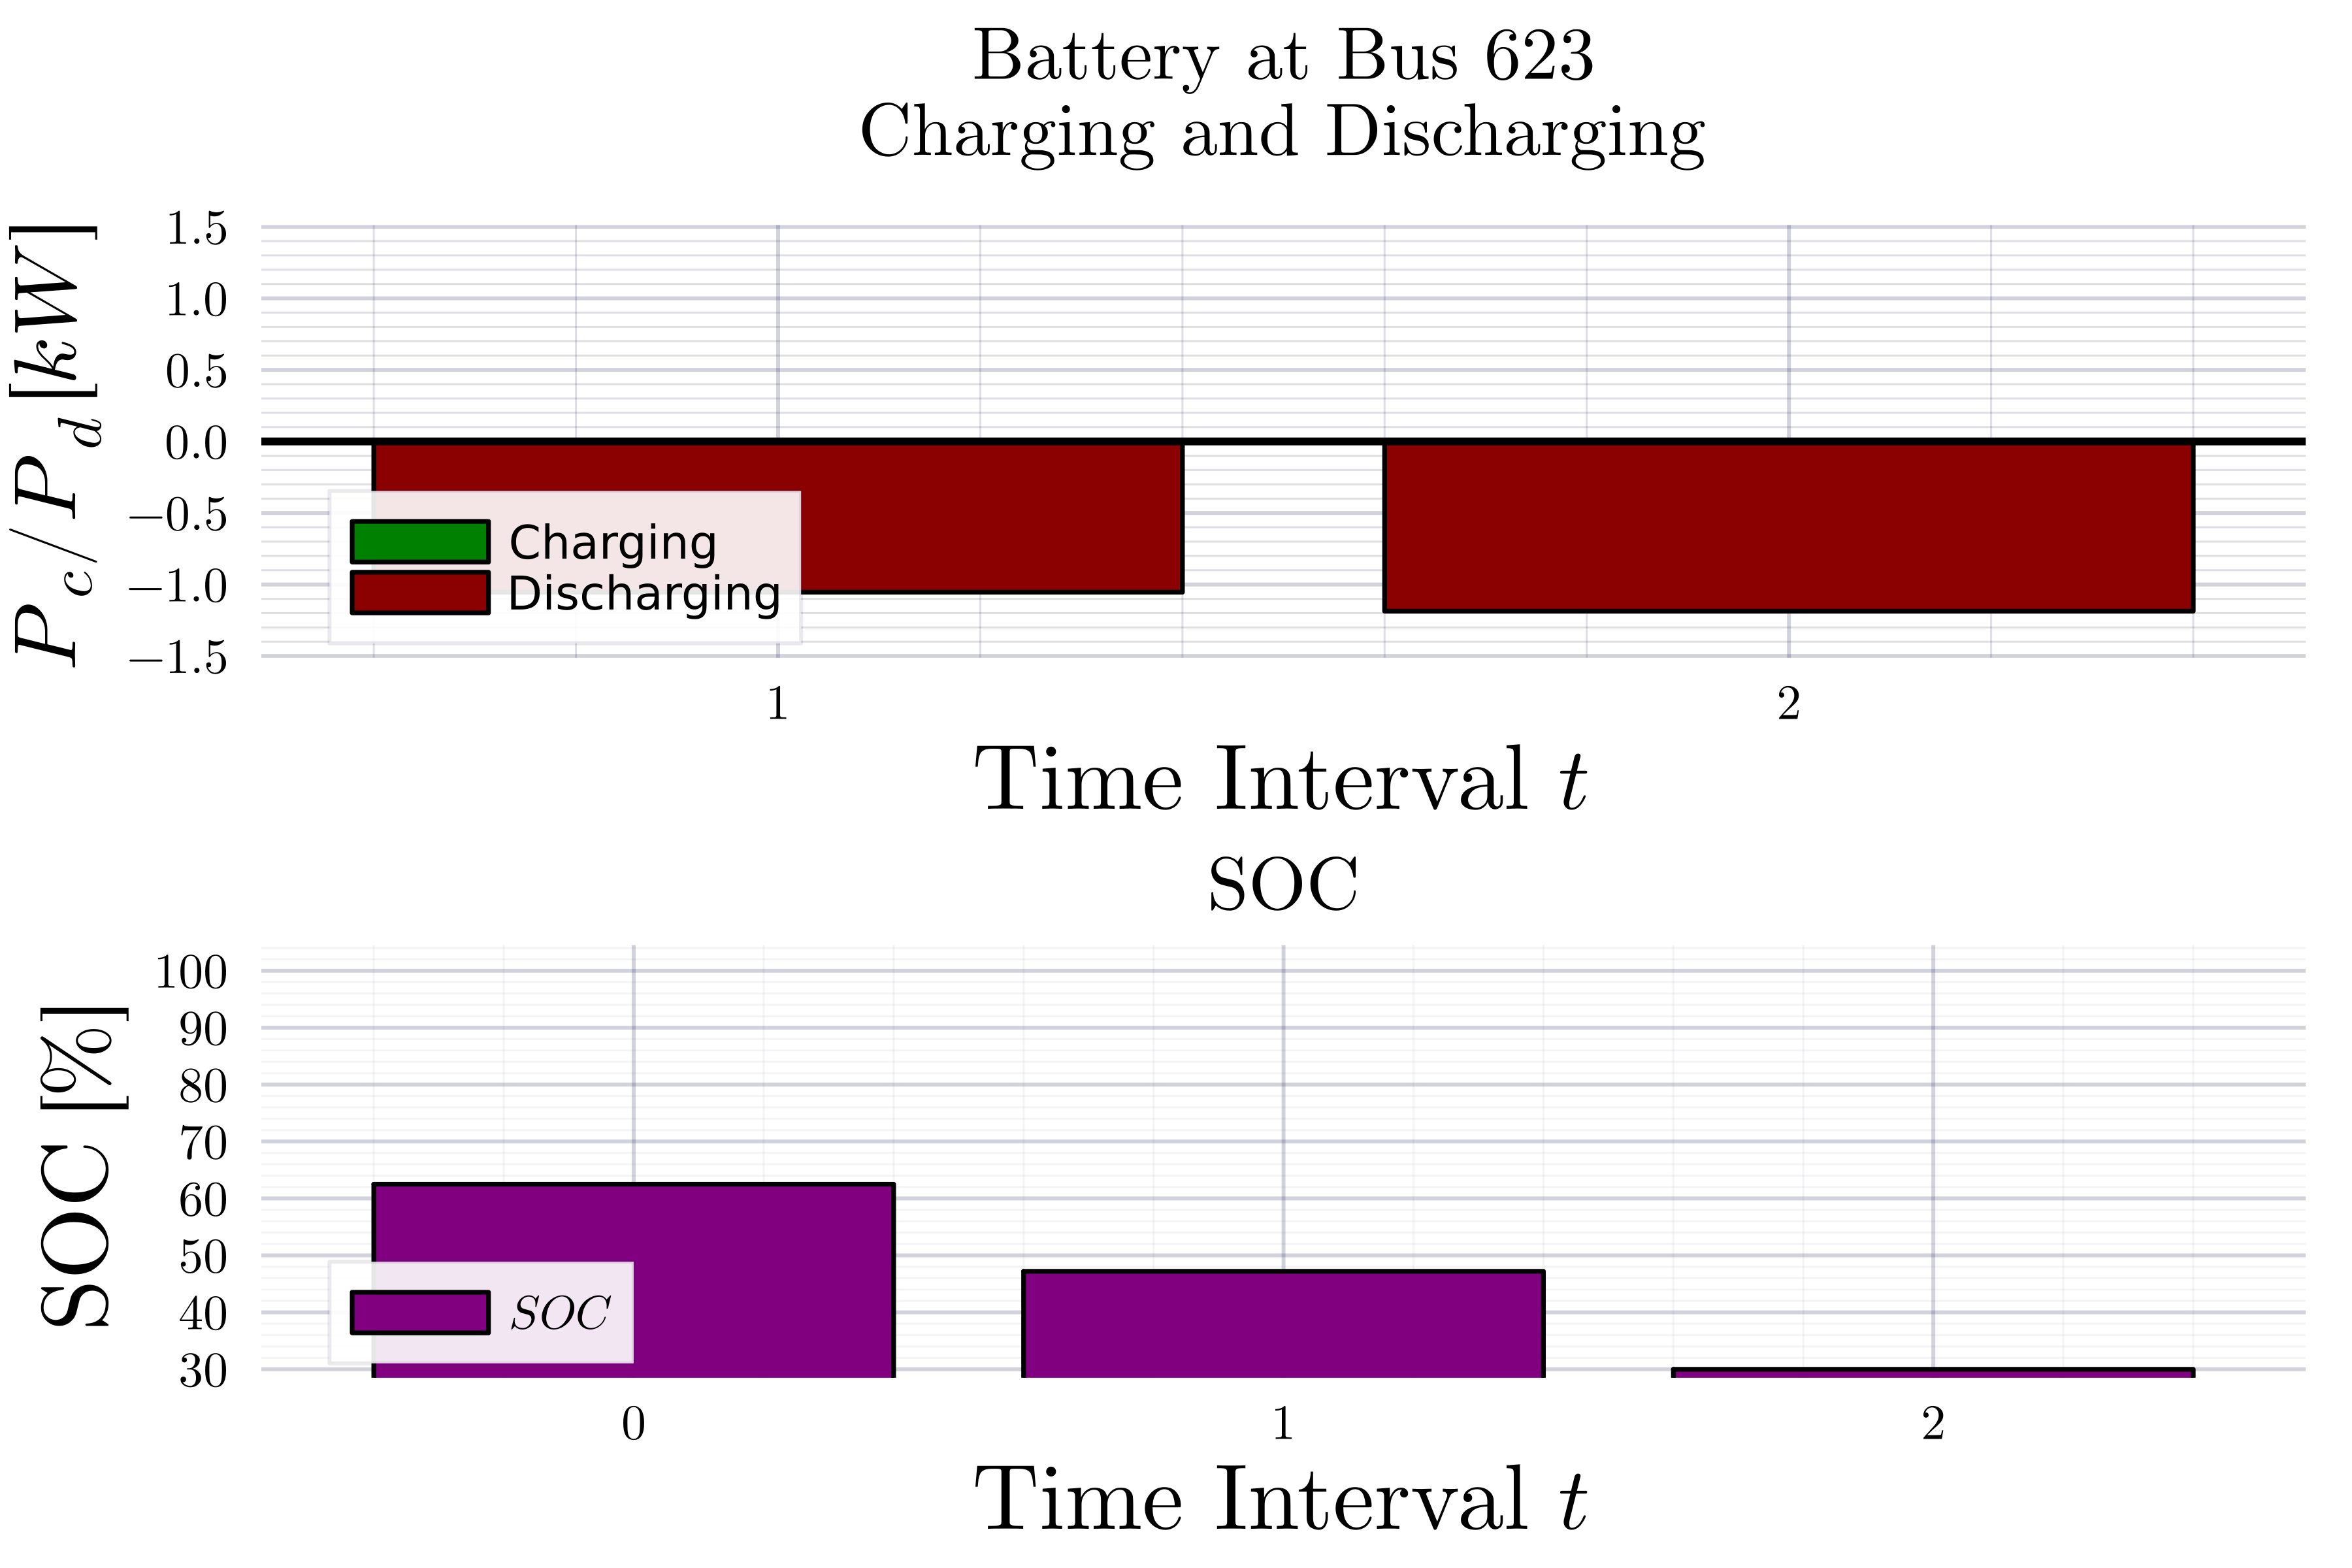 Battery at Bus 623
Charging and Discharging
P_c / P_d [kW]
1.5
1.0
0.5
0.0
−0.5
−1.0
−1.5
Charging
Discharging
1 2
Time Interval t
SOC
SOC [%]
100
90
80
70
60
50
40
30
SOC
0 1 2
Time Interval t